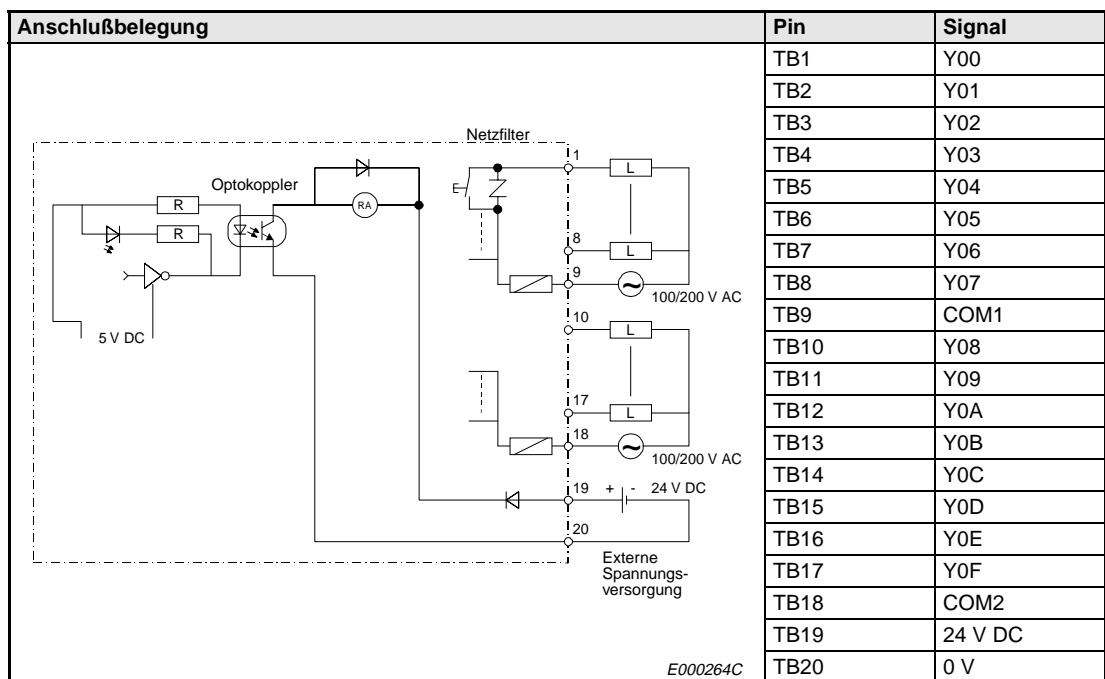 Anschlußbelegung
Pin Signal
TB1 Y00
TB2 Y01
TB3 Y02
TB4 Y03
TB5 Y04
TB6 Y05
TB7 Y06
TB8 Y07
TB9 COM1
TB10 Y08
TB11 Y09
TB12 Y0A
TB13 Y0B
TB14 Y0C
TB15 Y0D
TB16 Y0E
TB17 Y0F
TB18 COM2
TB19 24 V DC
TB20 0 V
Netzfilter
Optokoppler
R
R
RA
5 V DC
1
L
8
L
9
100/200 V AC
10
L
17
L
18
100/200 V AC
19 + - 24 V DC
20
Externe
Spannungs-
versorgung
E000264C